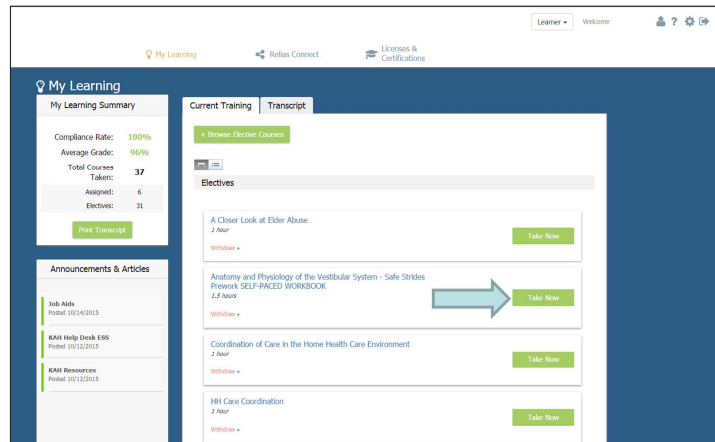 Learner
Welcome
?
My Learning
Relias Connect
Licenses &
Certifications
My Learning
My Learning Summary
Compliance Rate: 100%
Average Grade: 96%
Total Courses
Taken: 37
Assigned: 6
Electives: 31
Print Transcript
Announcements & Articles
Job Aids
Posted 10/14/2015
KAH Help Desk ESS
Posted 10/12/2015
KAH Resources
Posted 10/12/2015
Current Training
Transcript
+ Browse Elective Courses
Electives
A Closer Look at Elder Abuse
1 hour
Withdraw »
Take Now
Anatomy and Physiology of the Vestibular System - Safe Strides
Prework SELF-PACED WORKBOOK
1.5 hours
Withdraw »
Take Now
Coordination of Care in the Home Health Care Environment
1 hour
Withdraw »
Take Now
HH Care Coordination
1 hour
Withdraw »
Take Now